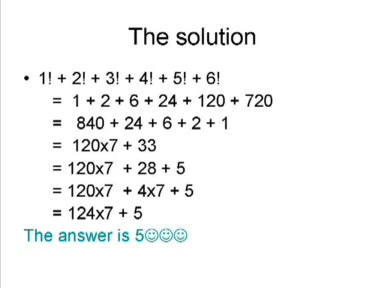 The solution
• 1! + 2! + 3! + 4! + 5! + 6!
= 1 + 2 + 6 + 24 + 120 + 720
= 840 + 24 + 6 + 2 + 1
= 120x7 + 33
= 120x7 + 28 + 5
= 120x7 + 4x7 + 5
= 124x7 + 5
The answer is 5☺☺☺